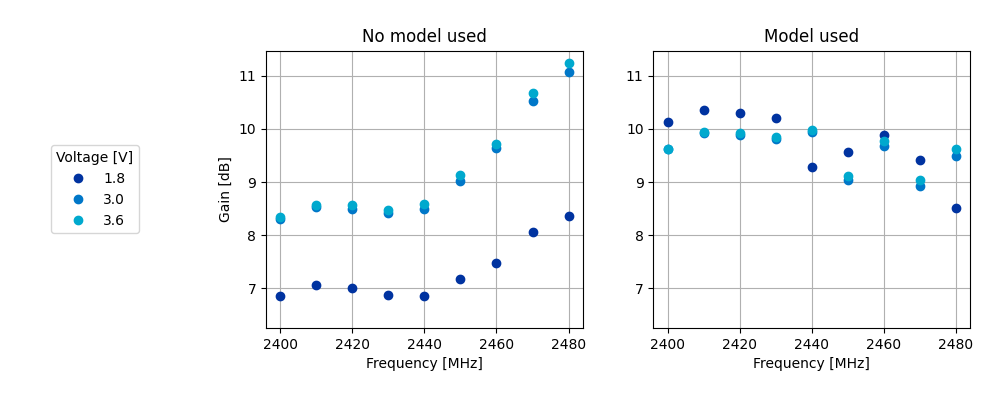 Voltage [V]
1.8
3.0
3.6
No model used
Gain [dB]
11
10
9
8
7
2400 2420 2440 2460 2480
Frequency [MHz]
Model used
11
10
9
8
7
2400 2420 2440 2460 2480
Frequency [MHz]